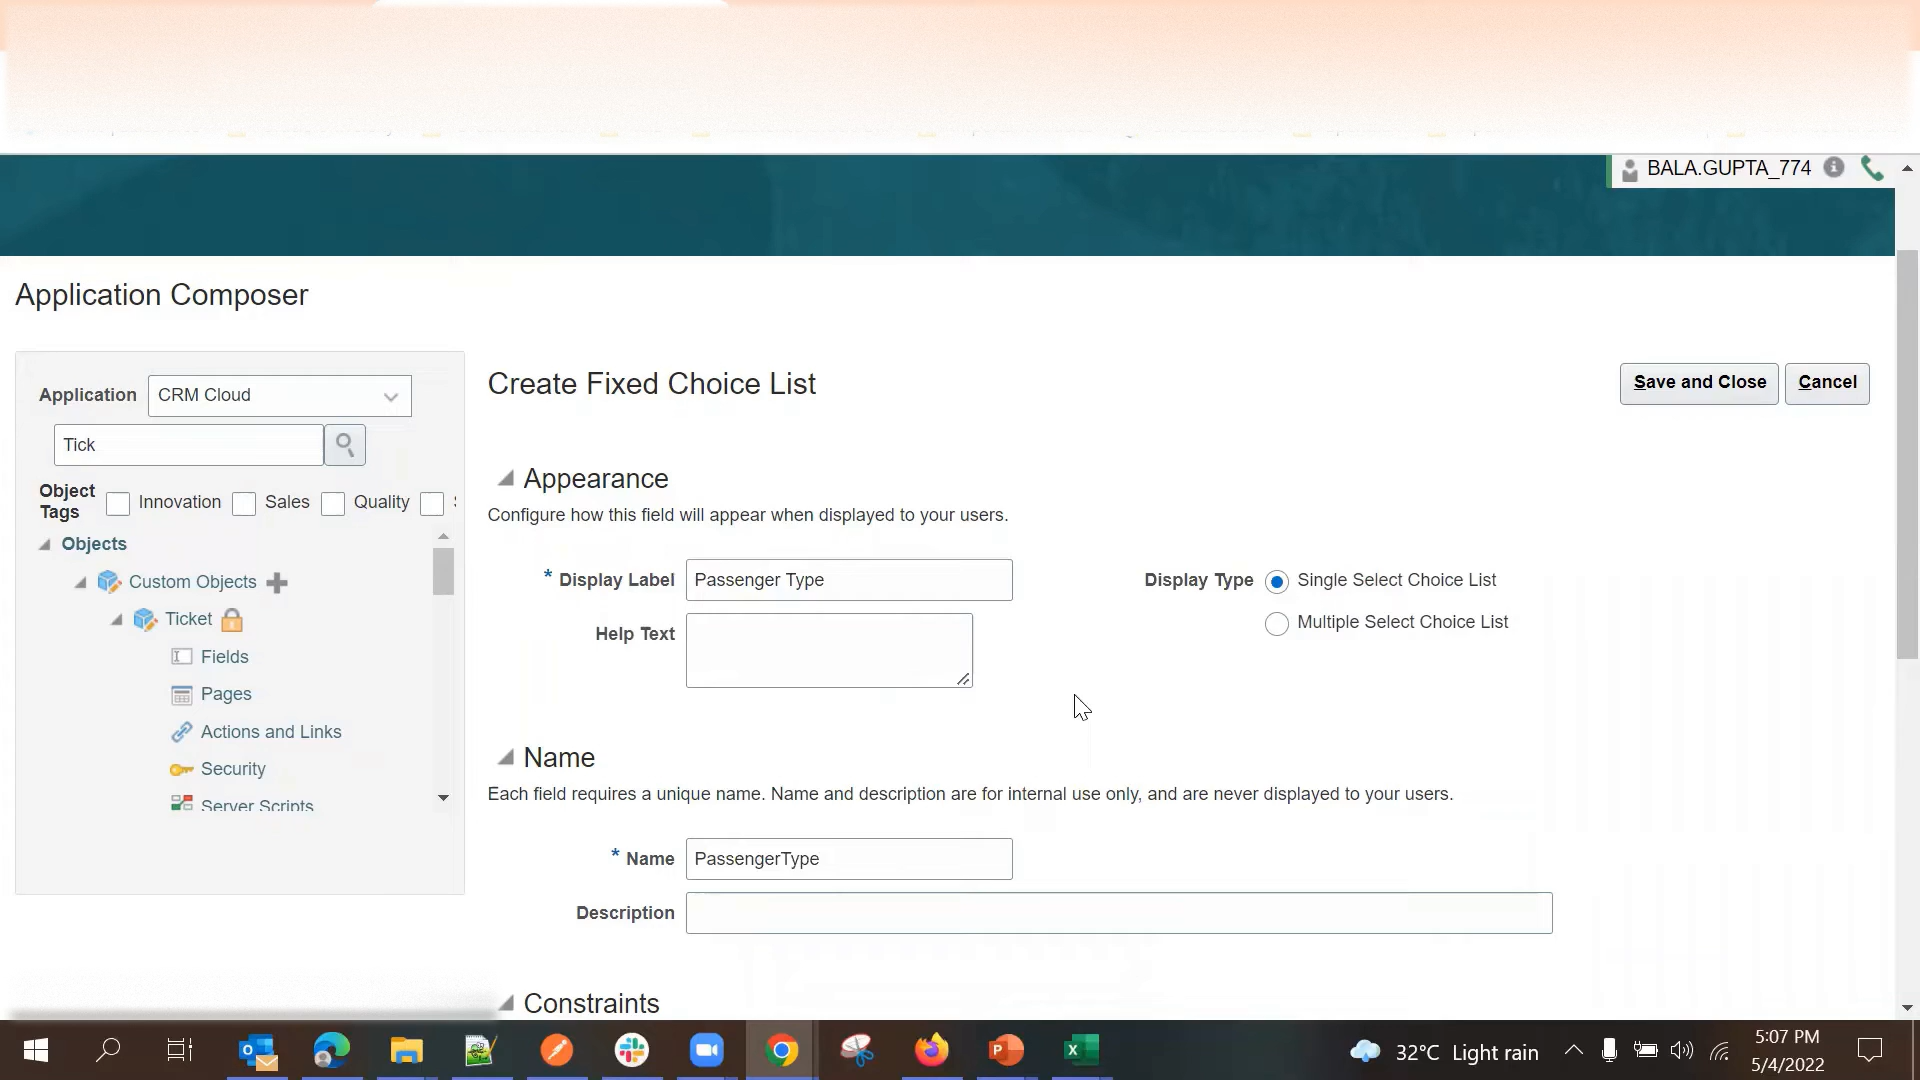 BALA.GUPTA_774
Application Composer
Application CRM Cloud
Tick
Object Tags Innovation Sales Quality
Objects
Custom Objects
Ticket
Fields
Pages
Actions and Links
Security
Server Scripts
Create Fixed Choice List
Save and Close Cancel
Appearance
Configure how this field will appear when displayed to your users.
* Display Label Passenger Type
Display Type Single Select Choice List
Multiple Select Choice List
Help Text
Name
Each field requires a unique name. Name and description are for internal use only, and are never displayed to your users.
* Name PassengerType
Description
Constraints
32°C Light rain
5:07 PM
5/4/2022